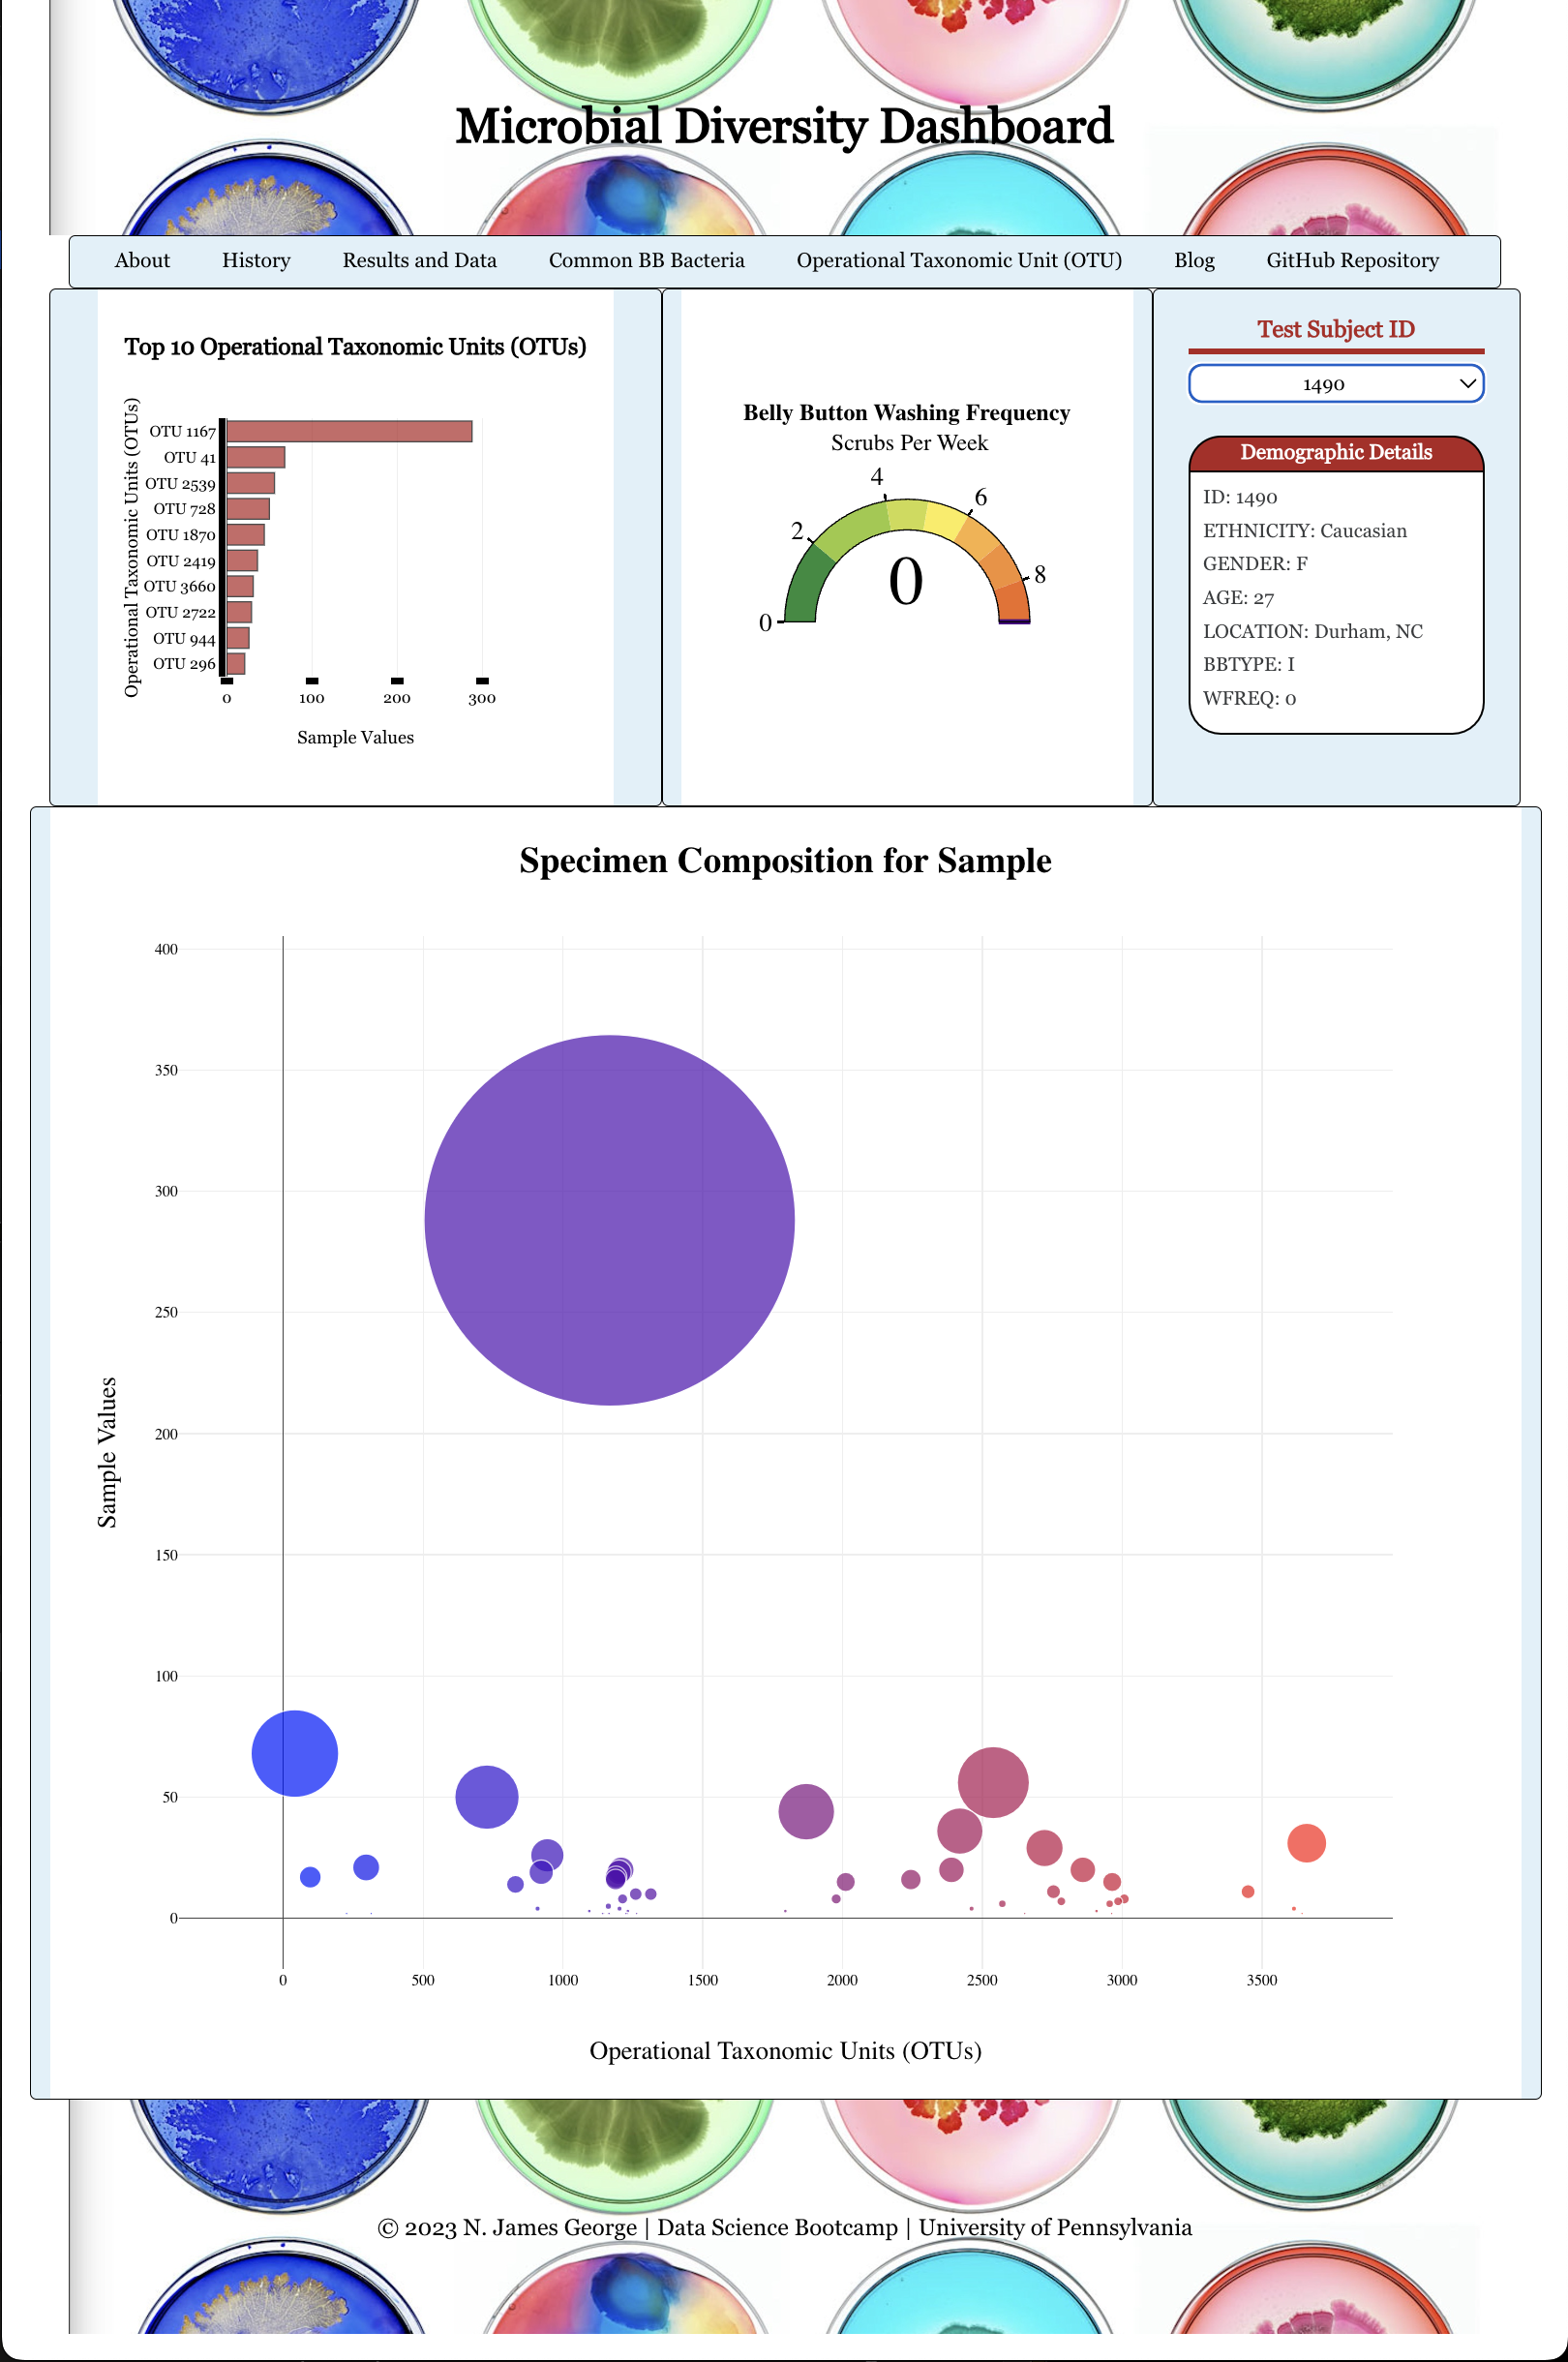 Microbial Diversity Dashboard
About History Results and Data Common BB Bacteria Operational Taxonomic Unit (OTU) Blog GitHub Repository
Top 10 Operational Taxonomic Units (OTUs)
Operational Taxonomic Units (OTUs)
OTU 1167
OTU 41
OTU 2539
OTU 728
OTU 1870
OTU 2419
OTU 3660
OTU 2722
OTU 944
OTU 296
0 100 200 300
Sample Values
Belly Button Washing Frequency
Scrubs Per Week
0 2 4 6 8
0
Test Subject ID
1490
Demographic Details
ID: 1490
ETHNICITY: Caucasian
GENDER: F
AGE: 27
LOCATION: Durham, NC
BBTYPE: I
WFREQ: 0
Specimen Composition for Sample
Sample Values
400
350
300
250
200
150
100
50
0
0 500 1000 1500 2000 2500 3000 3500
Operational Taxonomic Units (OTUs)
© 2023 N. James George | Data Science Bootcamp | University of Pennsylvania